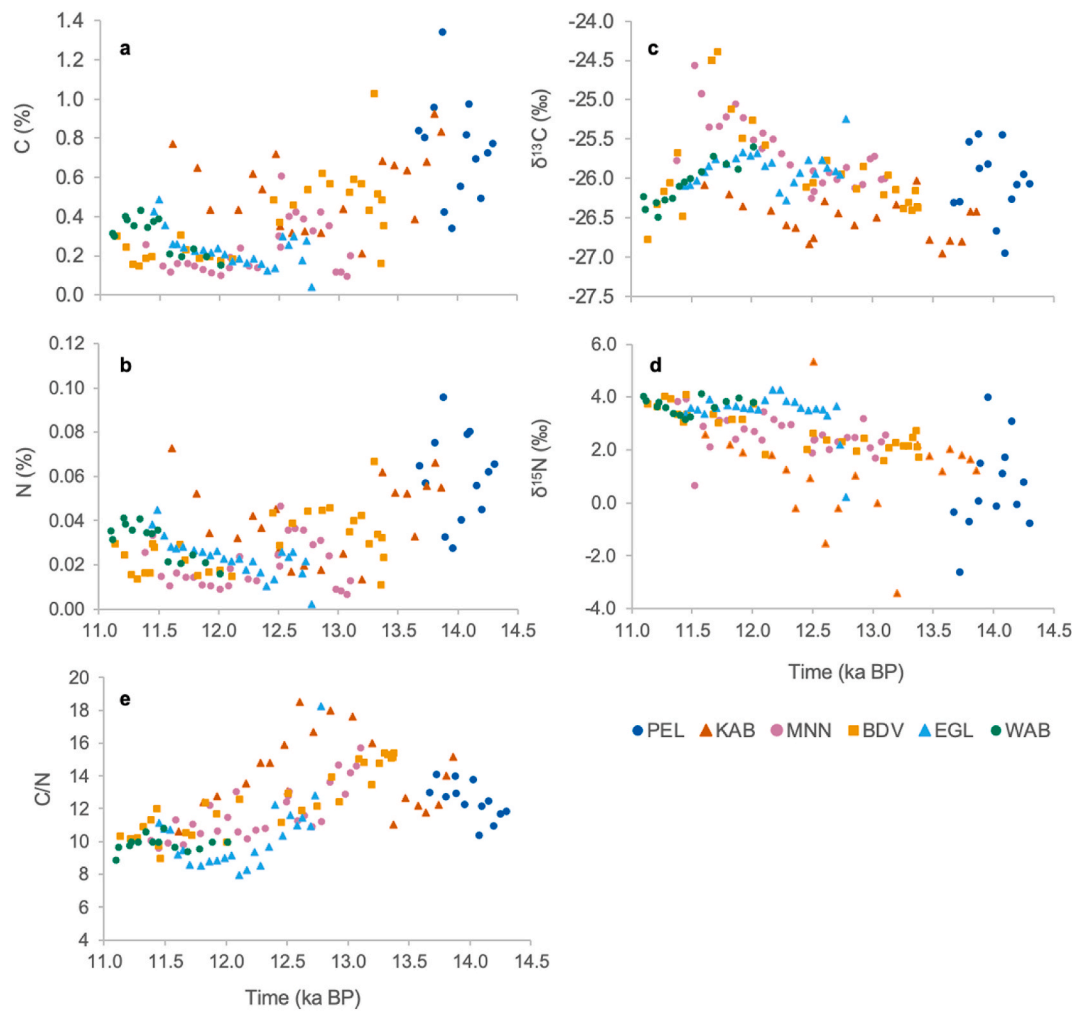 a
C (%)
1.4
1.2
1.0
0.8
0.6
0.4
0.2
0.0
c
δ13C (‰)
-24.0
-24.5
-25.0
-25.5
-26.0
-26.5
-27.0
-27.5
b
N (%)
0.12
0.10
0.08
0.06
0.04
0.02
0.00
11.0 11.5 12.0 12.5 13.0 13.5 14.0 14.5
d
δ15N (‰)
6.0
4.0
2.0
0.0
-2.0
-4.0
11.0 11.5 12.0 12.5 13.0 13.5 14.0 14.5
Time (ka BP)
e
C/N
20
18
16
14
12
10
8
6
4
11.0 11.5 12.0 12.5 13.0 13.5 14.0 14.5
Time (ka BP)
PEL KAB MNN BDV EGL WAB